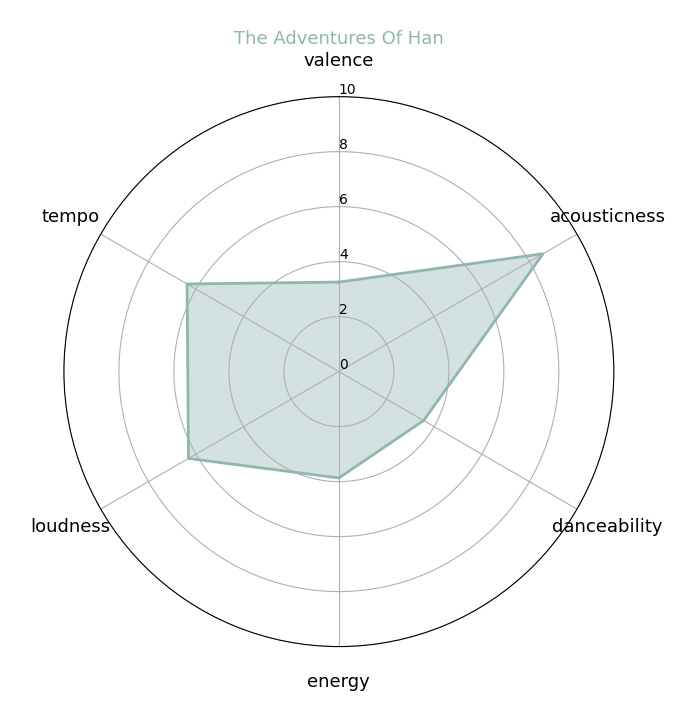 The Adventures Of Han
valence
10
8
tempo
acousticness
6
4
2
0
loudness
danceability
energy